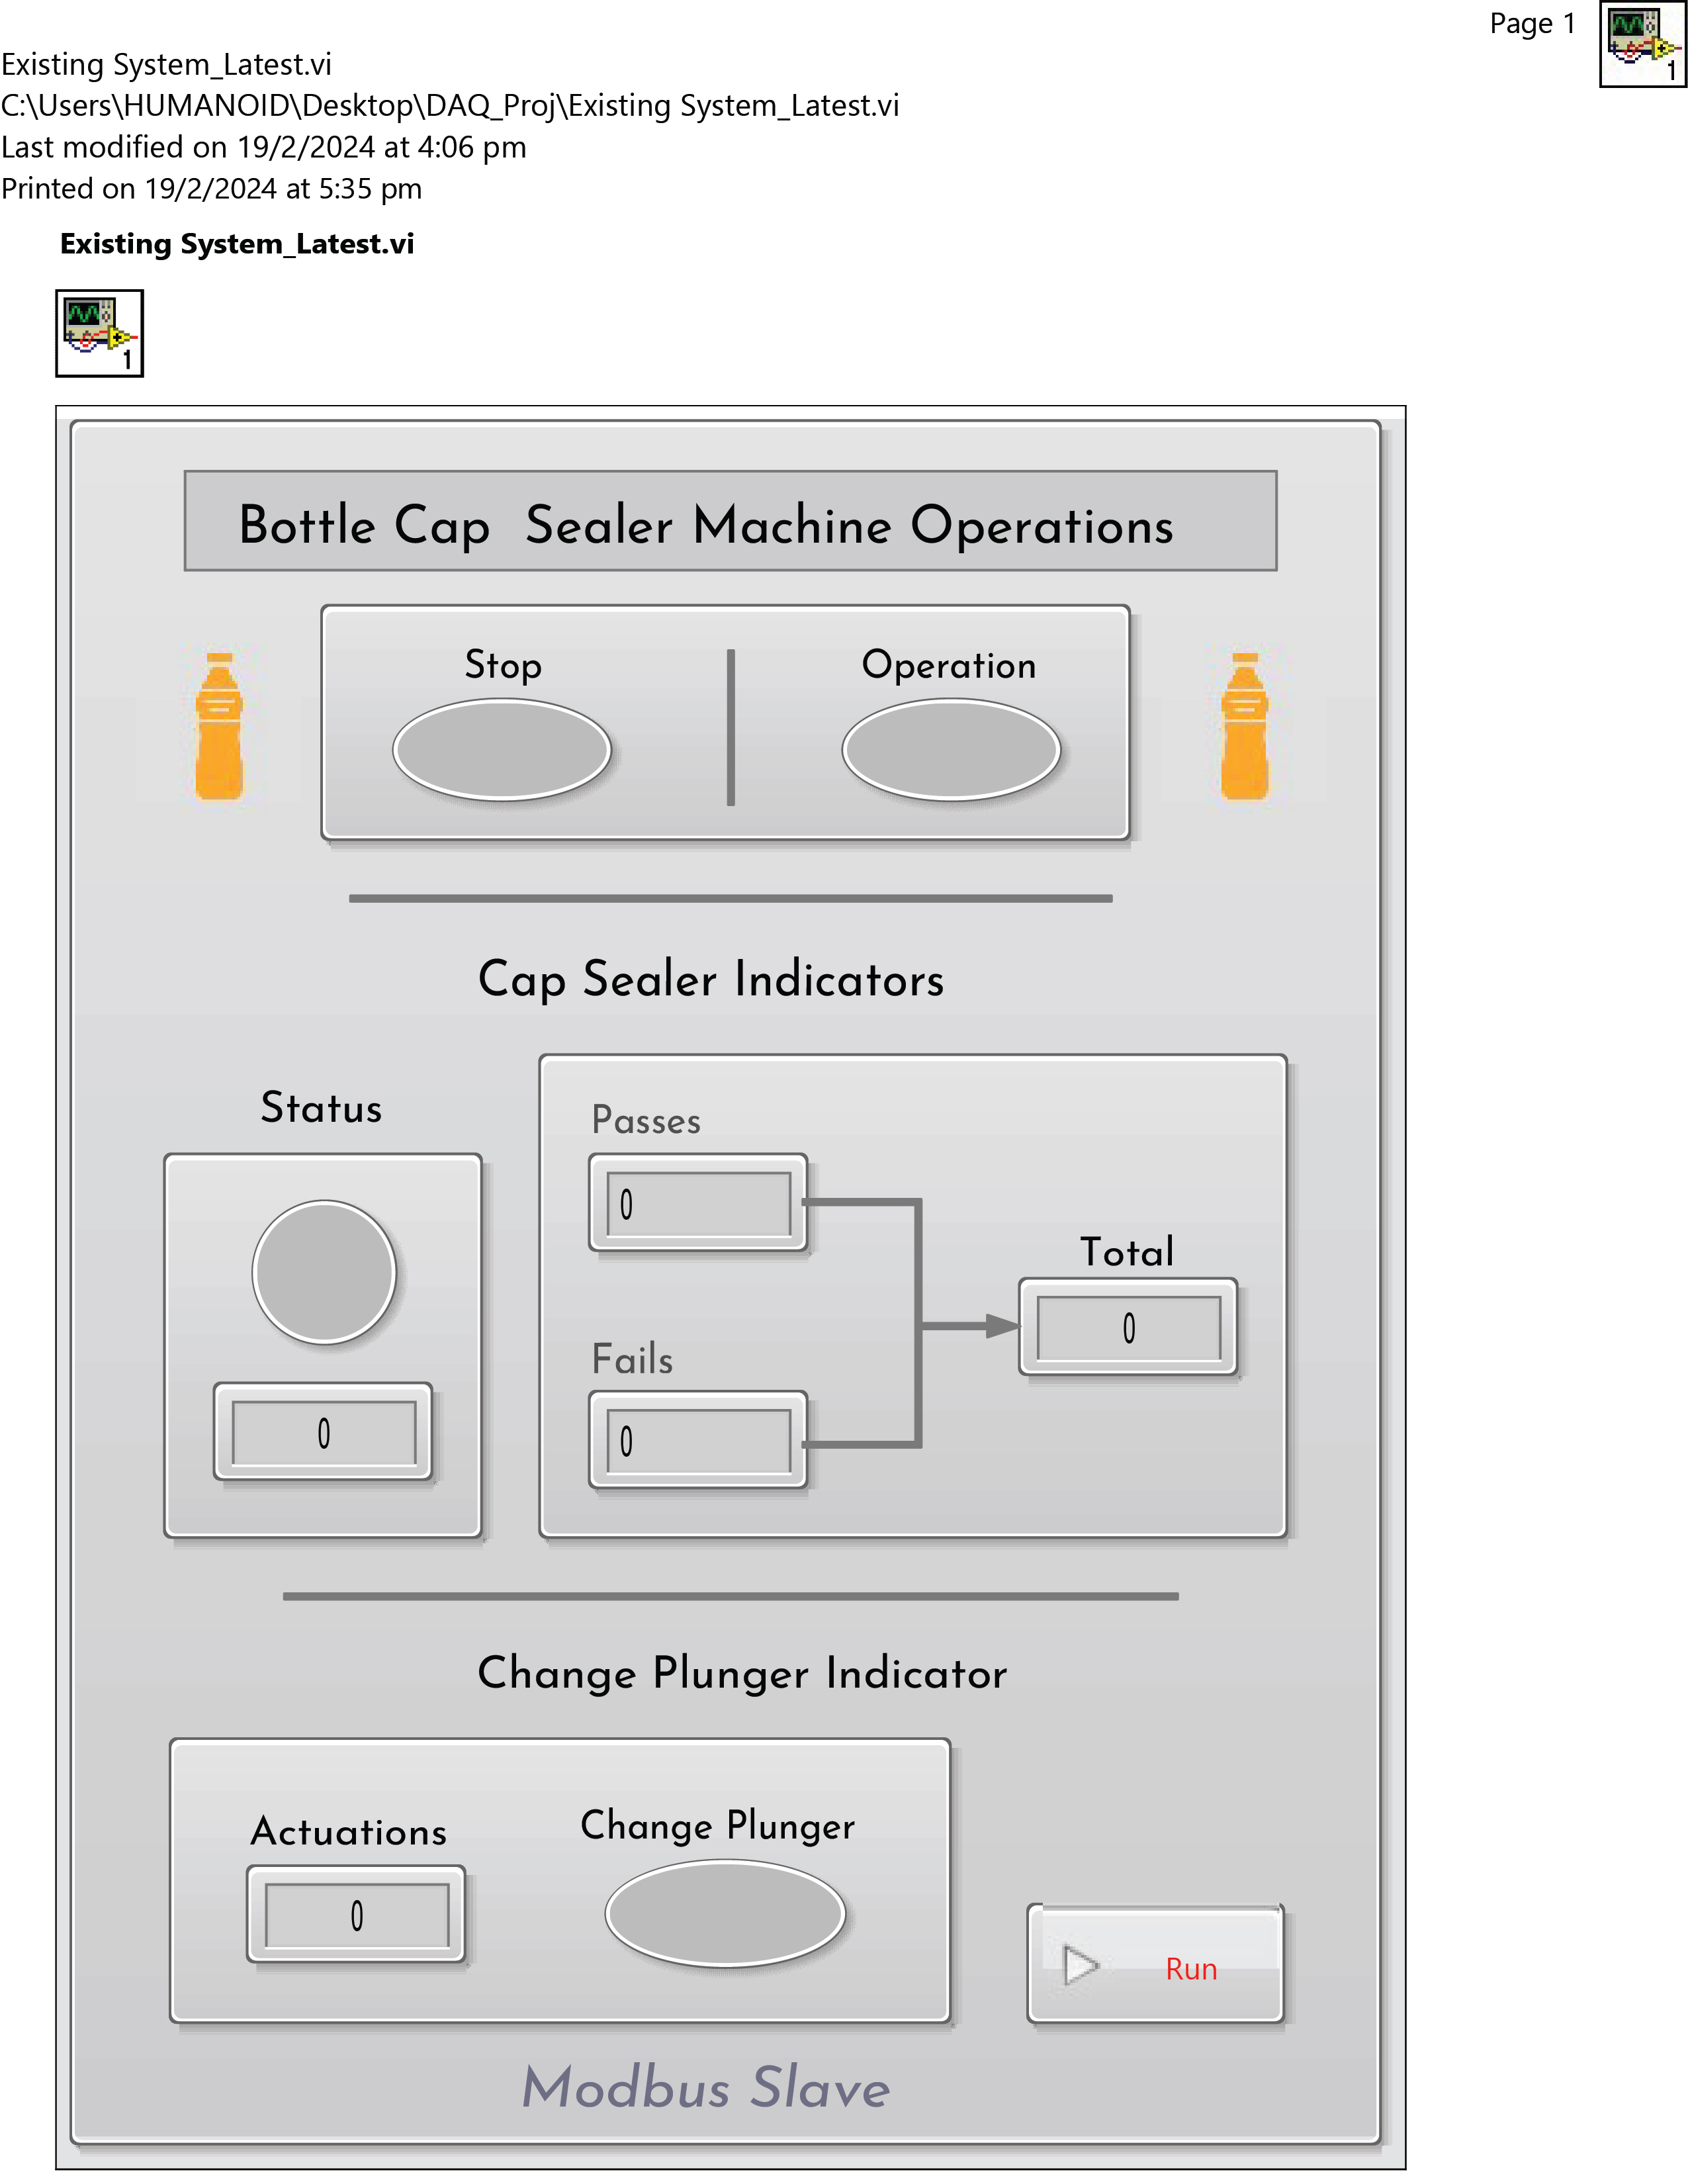 Page 1
1
Existing System_Latest.vi
C:\Users\HUMANOID\Desktop\DAQ_Proj\Existing System_Latest.vi
Last modified on 19/2/2024 at 4:06 pm
Printed on 19/2/2024 at 5:35 pm
Existing System_Latest.vi
1
Bottle Cap  Sealer Machine Operations
Stop
Operation
Cap Sealer Indicators
Status
0
Passes
0
Fails
0
Total
0
Change Plunger Indicator
Actuations
0
Change Plunger
Run
Modbus Slave